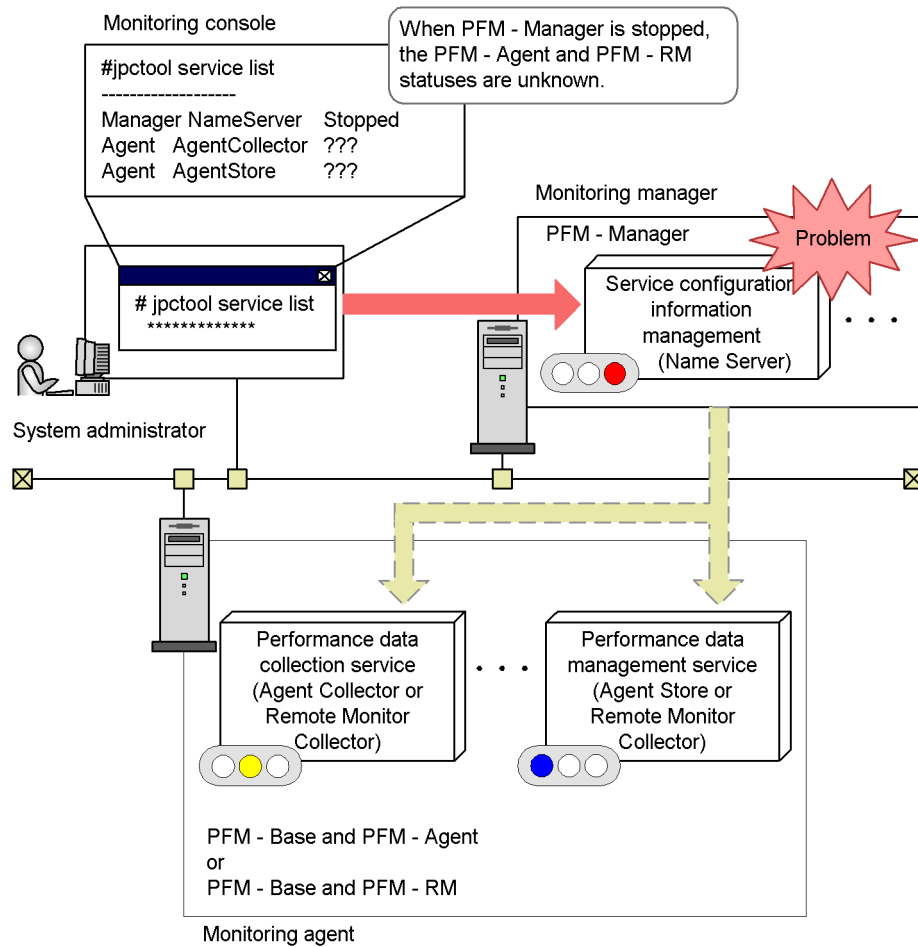 Monitoring console
When PFM - Manager is stopped,
the PFM - Agent and PFM - RM
statuses are unknown.
#jpctool service list
-------------------
Manager NameServer Stopped
Agent AgentCollector ???
Agent AgentStore ???
Monitoring manager
PFM - Manager
Problem
# jpctool service list
*************
Service configuration
information
management
(Name Server)
. . .
System administrator
Performance data
collection service
(Agent Collector or
Remote Monitor
Collector)
. . .
Performance data
management service
(Agent Store or
Remote Monitor
Collector)
PFM - Base and PFM - Agent
or
PFM - Base and PFM - RM
Monitoring agent